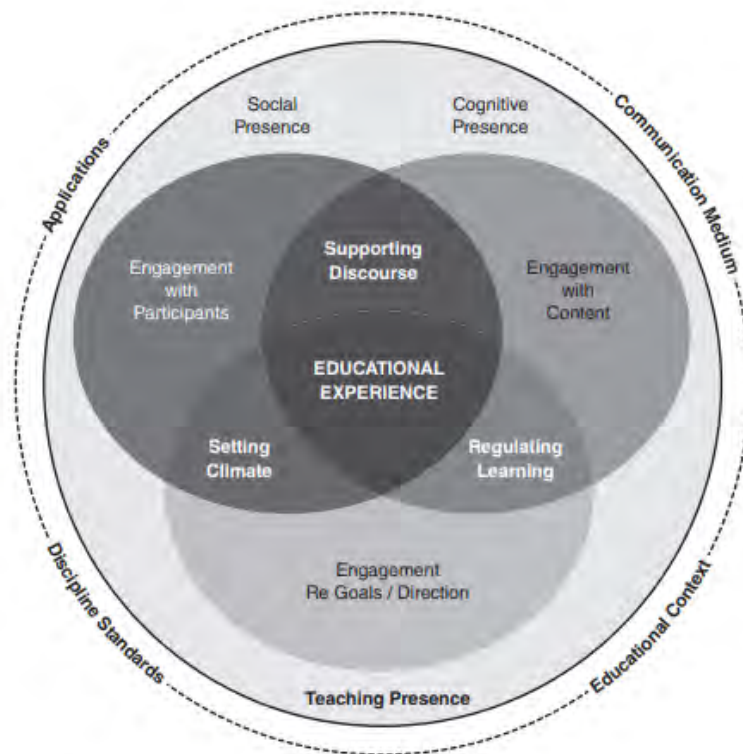 Social
Presence
Cognitive
Presence
Applications
Communication Medium
Supporting
Discourse
Engagement
with
Participants
Engagement
with
Content
EDUCATIONAL
EXPERIENCE
Setting
Climate
Regulating
Learning
Engagement
Re Goals / Direction
Discipline Standards
Educational Context
Teaching Presence